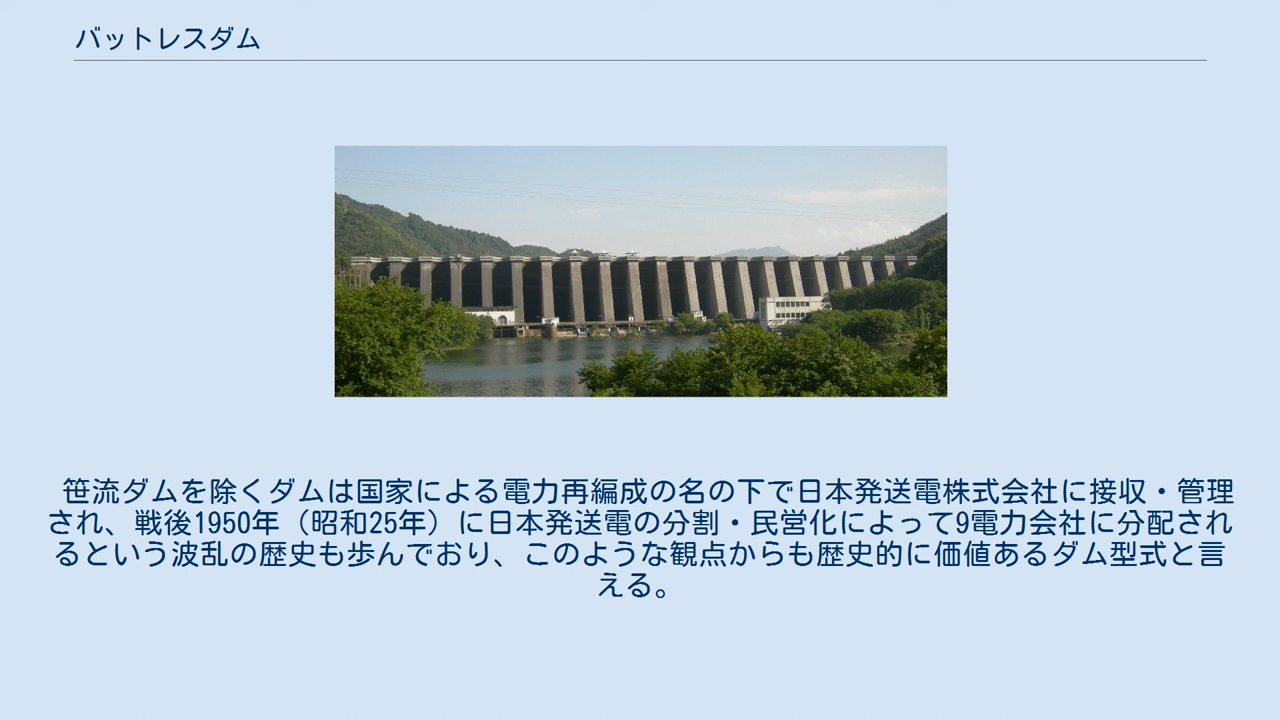 バットレスダム
笹流ダムを除くダムは国家による電力再編成の名の下で日本発送電株式会社に接収・管理
され、戦後1950年（昭和25年）に日本発送電の分割・民営化によって9電力会社に分配され
るという波乱の歴史も歩んでおり、このような観点からも歴史的に価値あるダム型式と言
える。